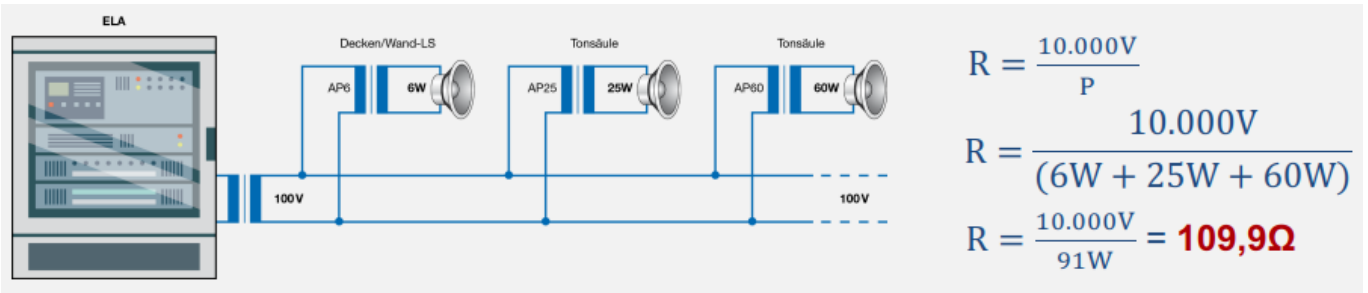 ELA
Decken/Wand-LS
Tonsäule
Tonsäule
AP6
6W
AP25
25W
AP60
60W
100V
100V
R = 10.000V / P
R = 10.000V / (6W + 25W + 60W)
R = 10.000V / 91W = 109,9Ω